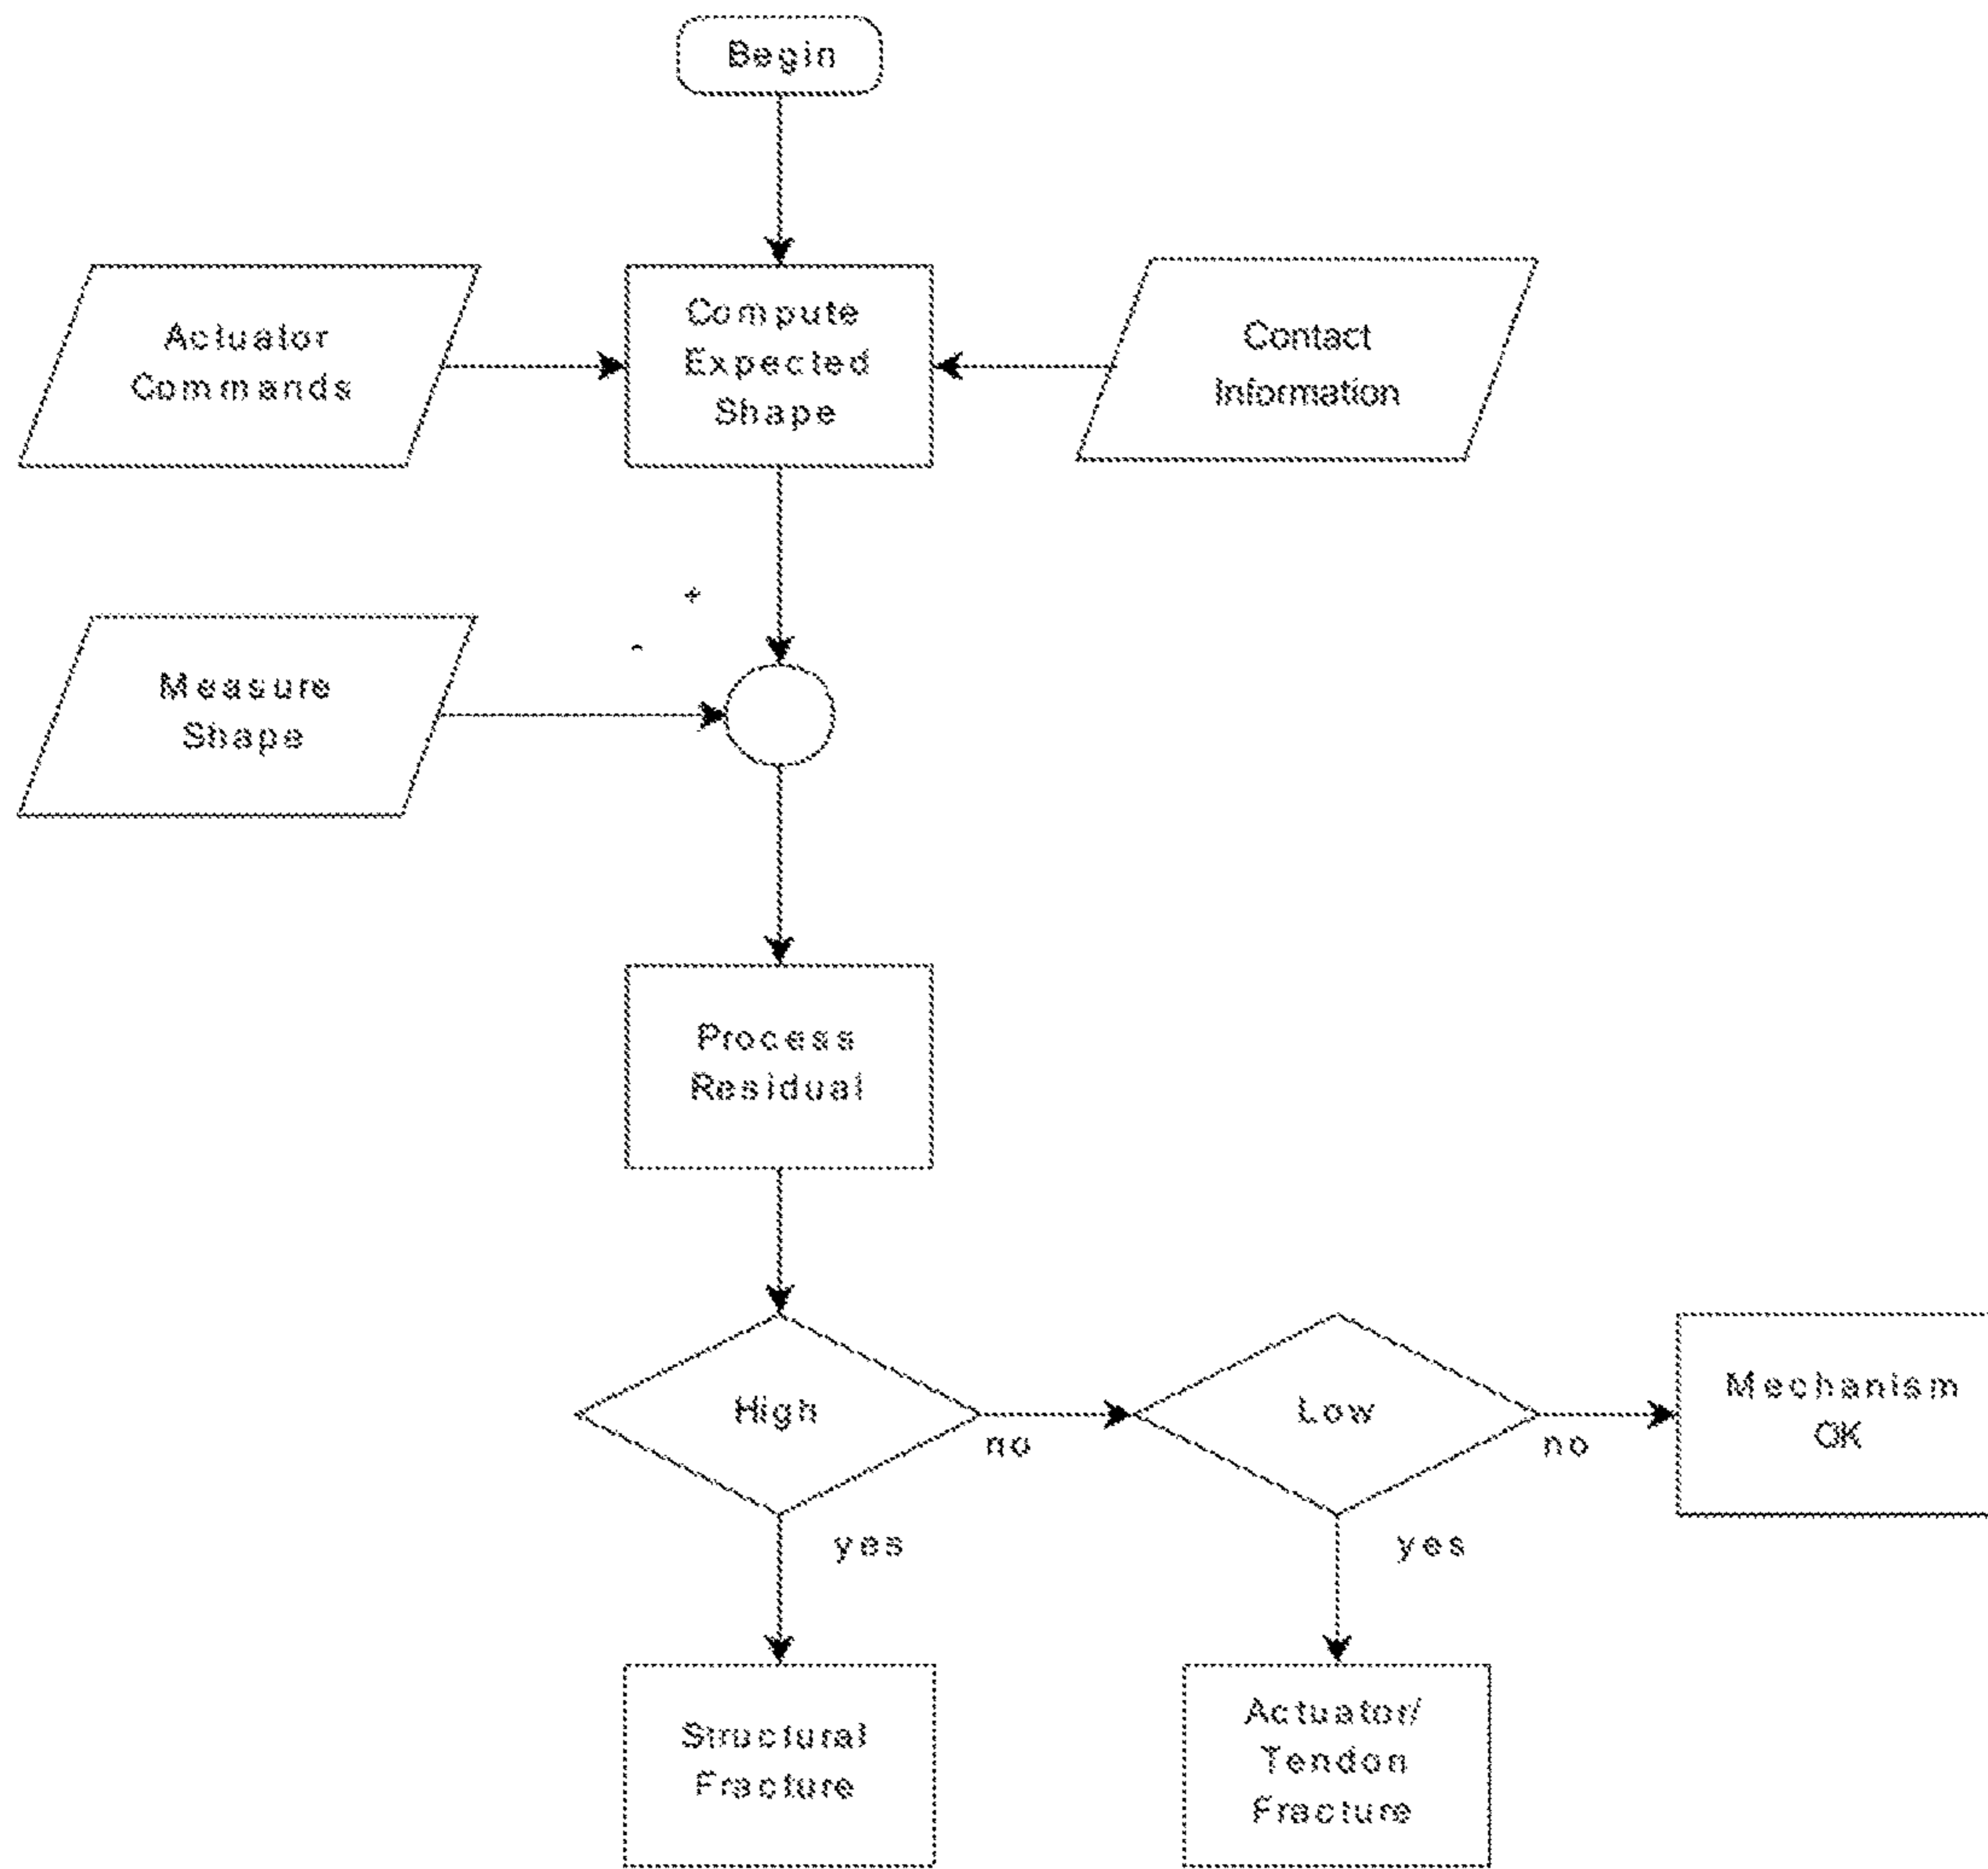 Begin
Actuator
Commands
Compute
Expected
Shape
Contact
Information
+
-
Measure
Shape
Process
Residual
High
no
Low
no
Mechanism
OK
yes
yes
Structural
Fracture
Actuator/
Tendon
Fracture